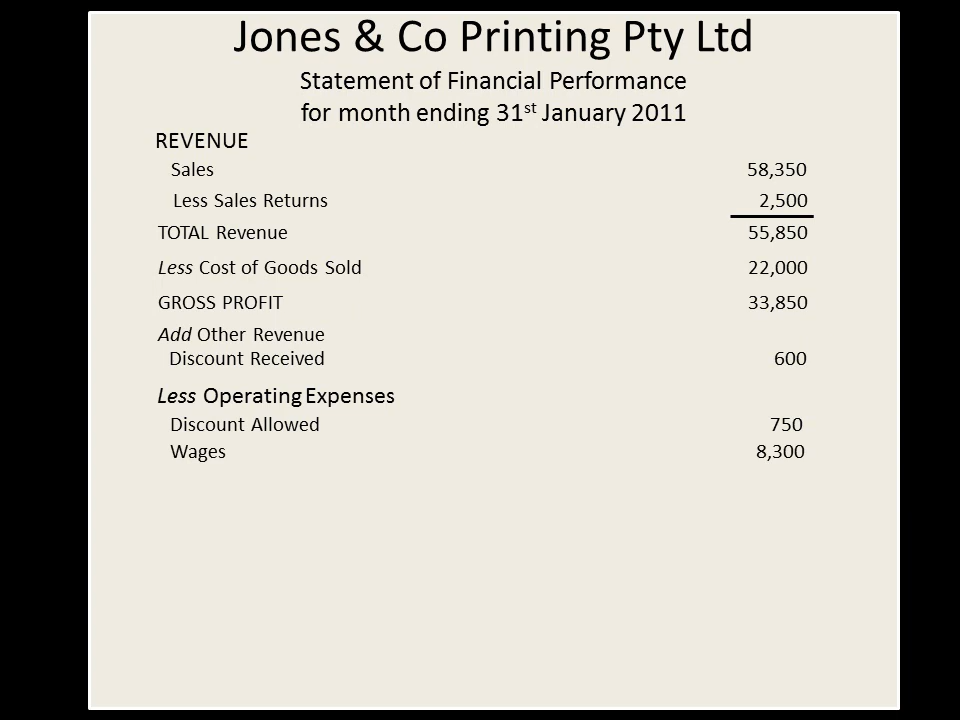 Jones & Co Printing Pty Ltd
Statement of Financial Performance
for month ending 31st January 2011
REVENUE
Sales 58,350
Less Sales Returns 2,500
TOTAL Revenue 55,850
Less Cost of Goods Sold 22,000
GROSS PROFIT 33,850
Add Other Revenue
Discount Received 600
Less Operating Expenses
Discount Allowed 750
Wages 8,300